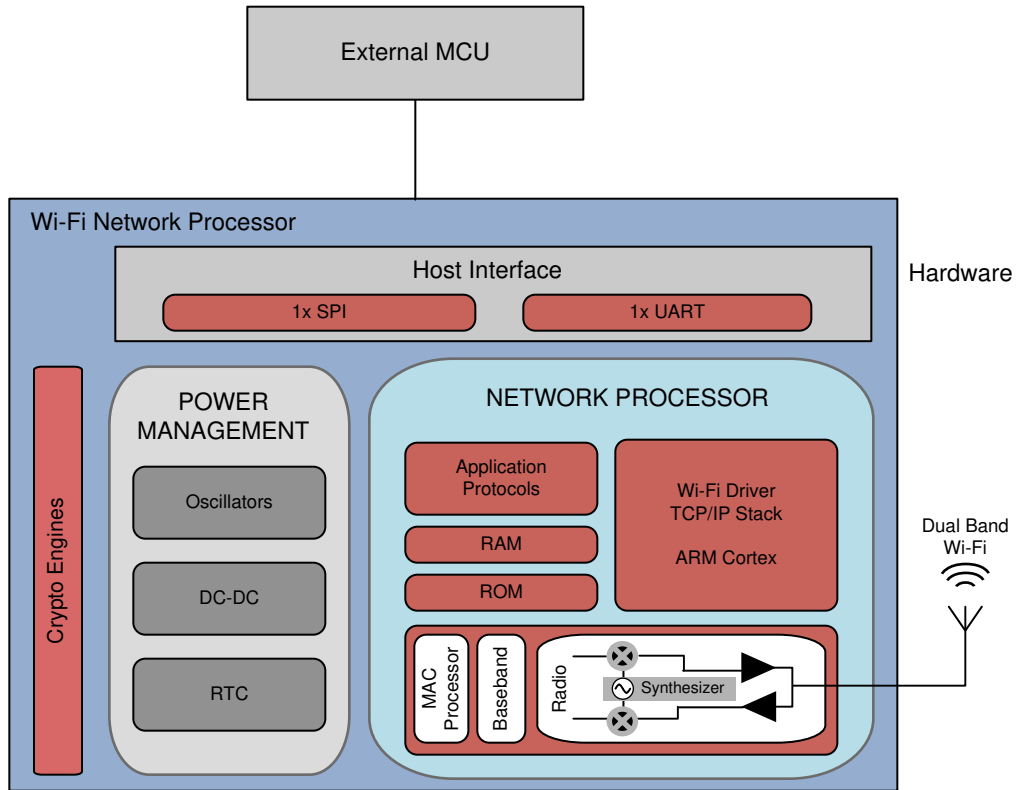 External MCU
Wi-Fi Network Processor
Host Interface
Hardware
1x SPI
1x UART
Crypto Engines
POWER
MANAGEMENT
Oscillators
DC-DC
RTC
NETWORK PROCESSOR
Application
Protocols
RAM
ROM
Wi-Fi Driver
TCP/IP Stack
ARM Cortex
MAC
Processor
Baseband
Radio
Synthesizer
Dual Band
Wi-Fi